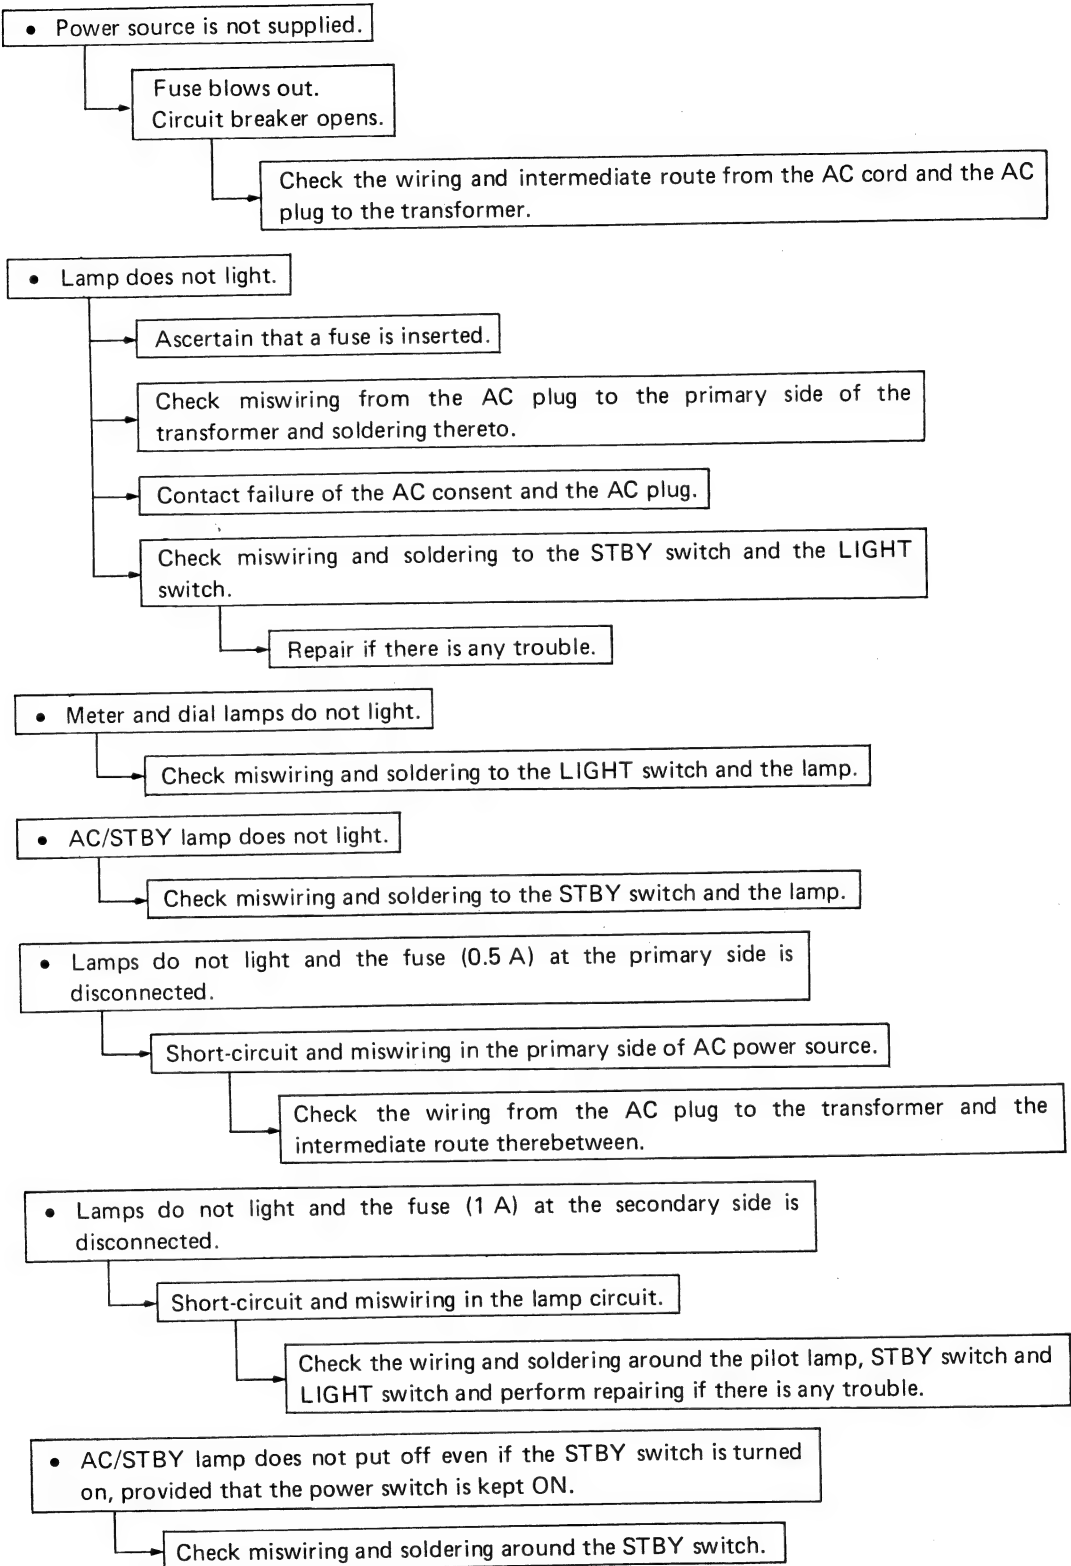 • Power source is not supplied.
Fuse blows out.
Circuit breaker opens.
Check the wiring and intermediate route from the AC cord and the AC
plug to the transformer.
• Lamp does not light.
Ascertain that a fuse is inserted.
Check miswiring from the AC plug to the primary side of the
transformer and soldering thereto.
Contact failure of the AC consent and the AC plug.
Check miswiring and soldering to the STBY switch and the LIGHT
switch.
Repair if there is any trouble.
• Meter and dial lamps do not light.
Check miswiring and soldering to the LIGHT switch and the lamp.
• AC/STBY lamp does not light.
Check miswiring and soldering to the STBY switch and the lamp.
• Lamps do not light and the fuse (0.5 A) at the primary side is
disconnected.
Short-circuit and miswiring in the primary side of AC power source.
Check the wiring from the AC plug to the transformer and the
intermediate route therebetween.
• Lamps do not light and the fuse (1 A) at the secondary side is
disconnected.
Short-circuit and miswiring in the lamp circuit.
Check the wiring and soldering around the pilot lamp, STBY switch and
LIGHT switch and perform repairing if there is any trouble.
• AC/STBY lamp does not put off even if the STBY switch is turned
on, provided that the power switch is kept ON.
Check miswiring and soldering around the STBY switch.